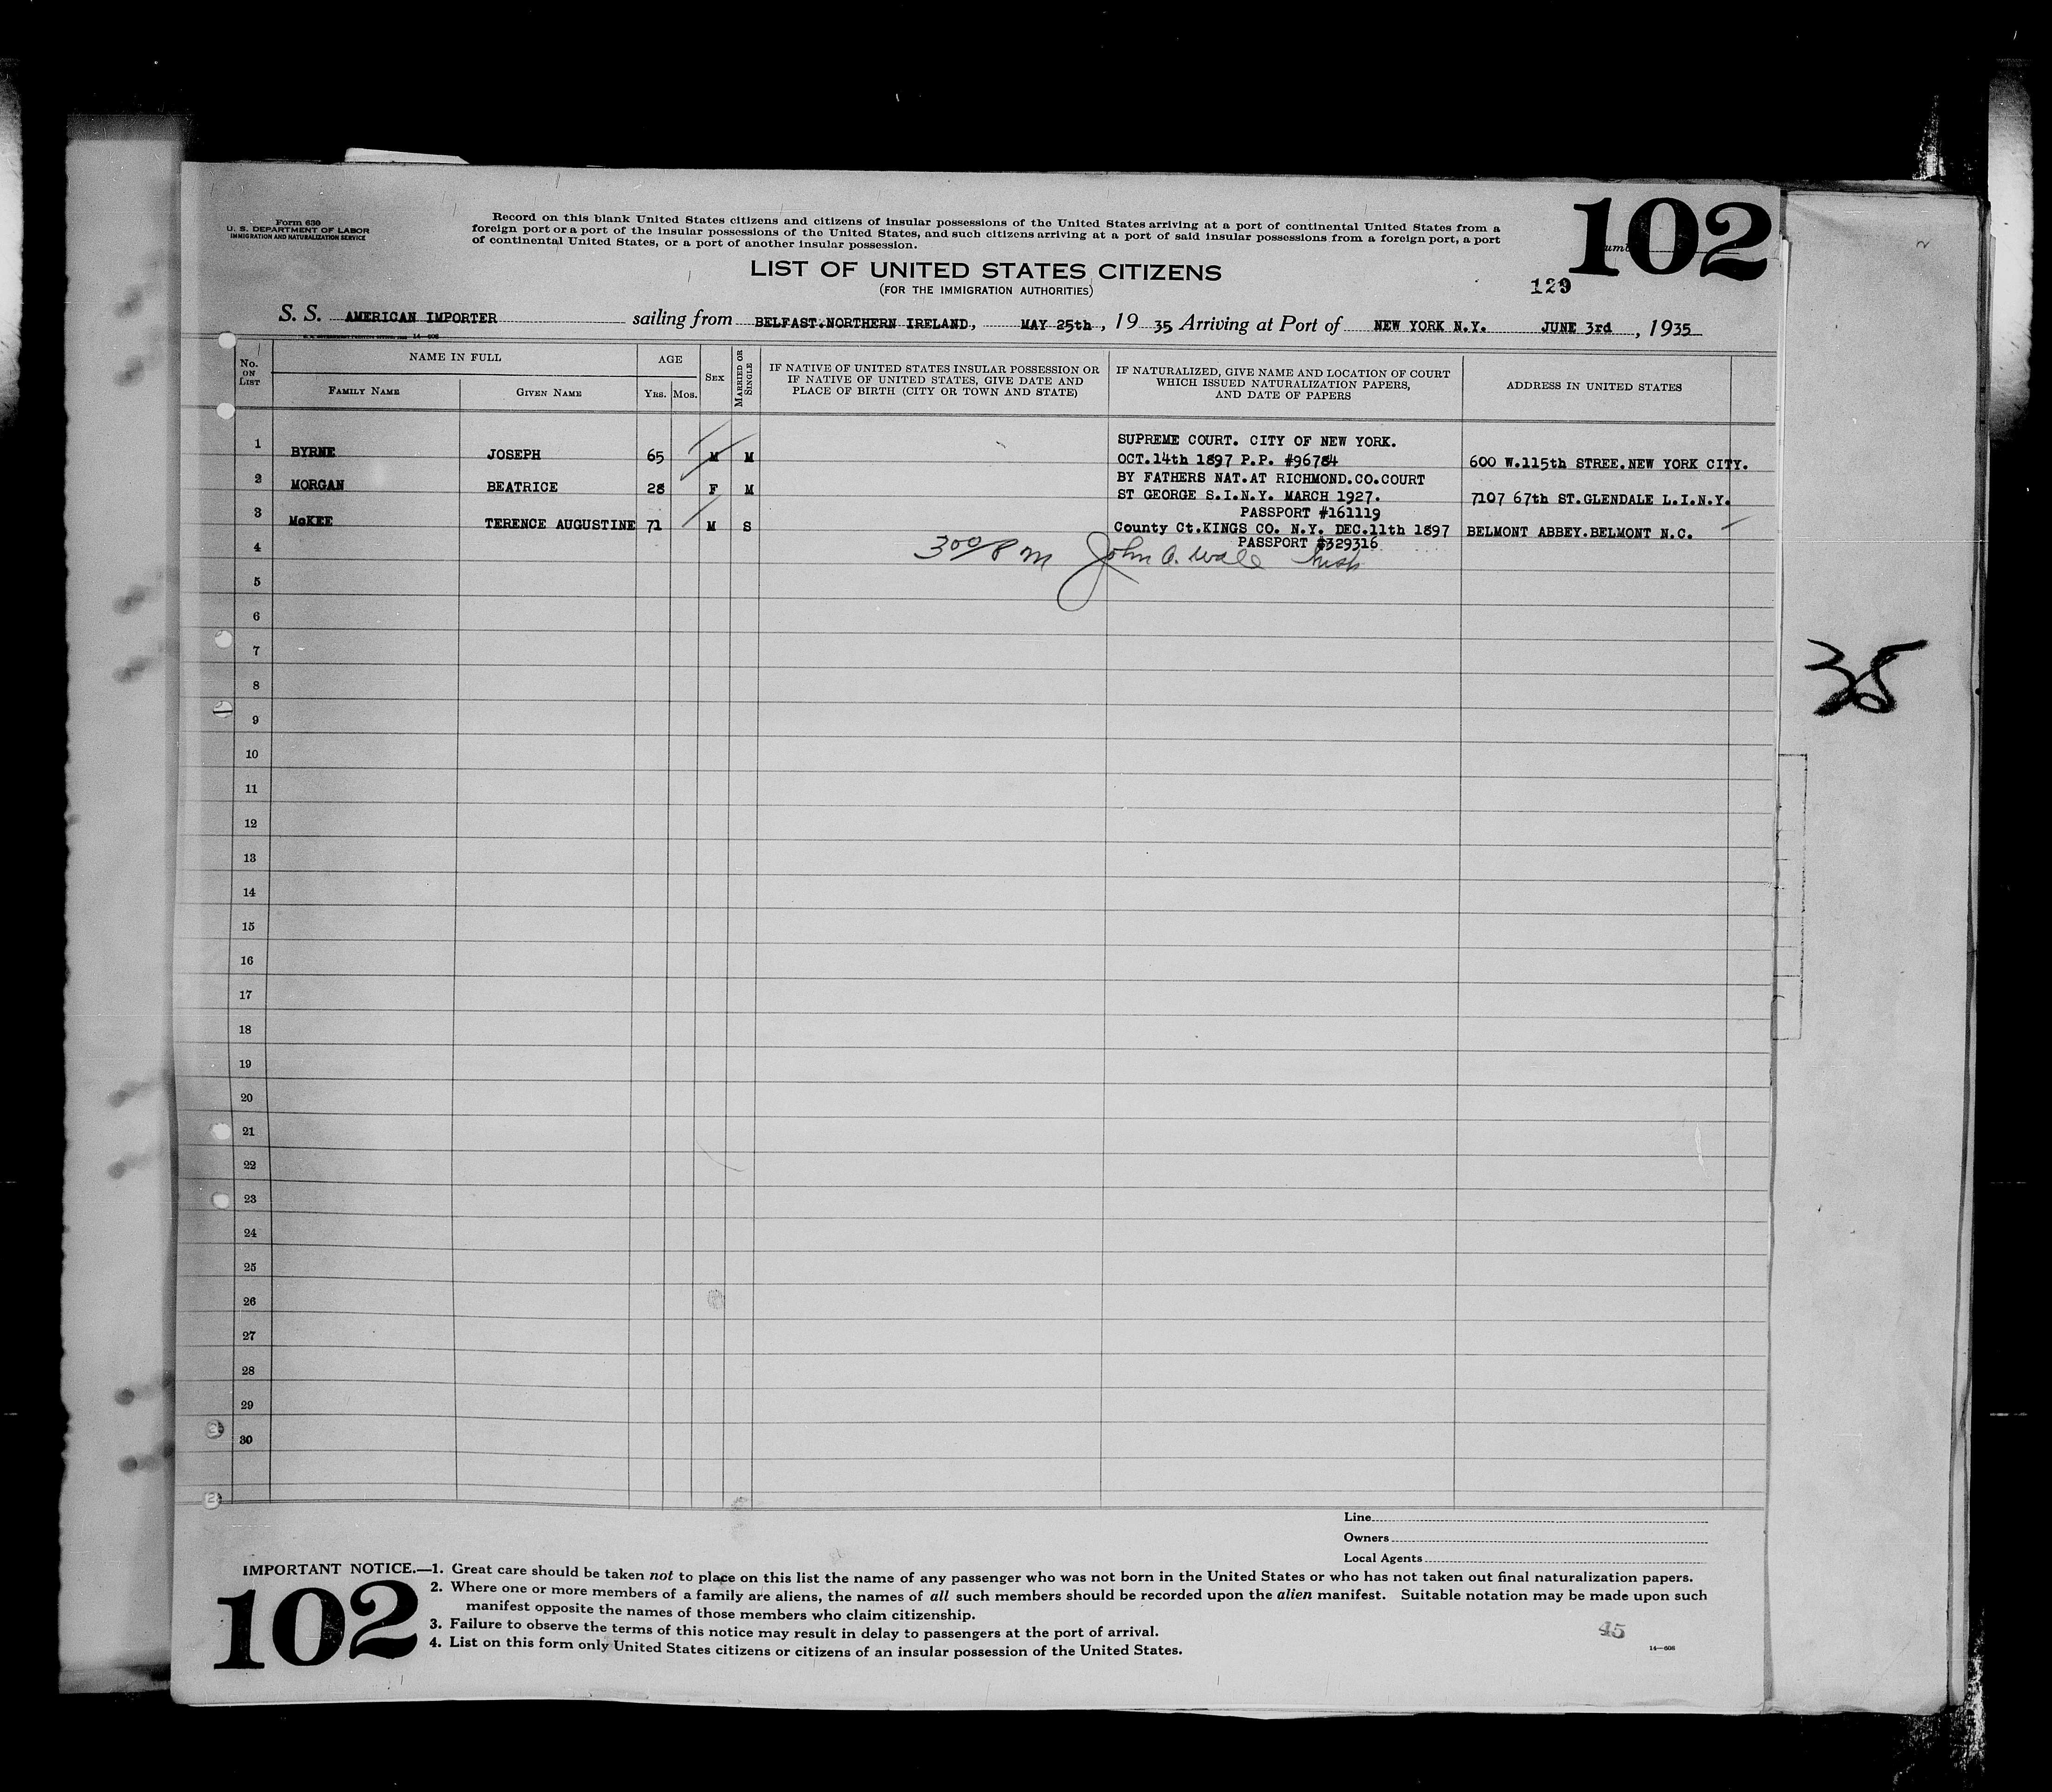 Form 630
U. S. DEPARTMENT OF LABOR
IMMIGRATION AND NATURALIZATION SERVICE
Record on this blank United States citizens and citizens of insular possessions of the United States arriving at a port of continental United States from a
foreign port or a port of the insular possessions of the United States, and such citizens arriving at a port of said insular possessions from a foreign port, a port
of continental United States, or a port of another insular possession.
102
LIST OF UNITED STATES CITIZENS
(FOR THE IMMIGRATION AUTHORITIES)
129
S. S. AMERICAN IMPORTER sailing from BELFAST.NORTHERN IRELAND., MAY 25th, 19 35 Arriving at Port of NEW YORK N.Y. JUNE 3rd, 1935
No. ON LIST
NAME IN FULL
FAMILY NAME
GIVEN NAME
AGE
YRS.
MOS.
SEX
MARRIED OR SINGLE
IF NATIVE OF UNITED STATES INSULAR POSSESSION OR
IF NATIVE OF UNITED STATES, GIVE DATE AND
PLACE OF BIRTH (CITY OR TOWN AND STATE)
IF NATURALIZED, GIVE NAME AND LOCATION OF COURT
WHICH ISSUED NATURALIZATION PAPERS,
AND DATE OF PAPERS
ADDRESS IN UNITED STATES
SUPREME COURT. CITY OF NEW YORK.
1 BYRNE JOSEPH 65 M M OCT.14th 1897 P.P. #96784 600 W.115th STREE.NEW YORK CITY.
BY FATHERS NAT.AT RICHMOND.CO.COURT
2 MORGAN BEATRICE 28 F M ST GEORGE S.I.N.Y. MARCH 1927. 7107 67th ST.GLENDALE L.I.N.Y.
PASSPORT #161119
3 McKEE TERENCE AUGUSTINE 71 M S County Ct.KINGS CO. N.Y. DEC.11th 1897 BELMONT ABBEY.BELMONT N.C.
PASSPORT #329316
4 300 P m John A. Wale
5
6
7
8
9
10
11
12
13
14
15
16
17
18
19
20
21
22
23
24
25
26
27
28
29
30
35
Line
Owners
Local Agents
IMPORTANT NOTICE.—1. Great care should be taken not to place on this list the name of any passenger who was not born in the United States or who has not taken out final naturalization papers.
2. Where one or more members of a family are aliens, the names of all such members should be recorded upon the alien manifest. Suitable notation may be made upon such
manifest opposite the names of those members who claim citizenship.
3. Failure to observe the terms of this notice may result in delay to passengers at the port of arrival.
4. List on this form only United States citizens or citizens of an insular possession of the United States.
102
45
14—608